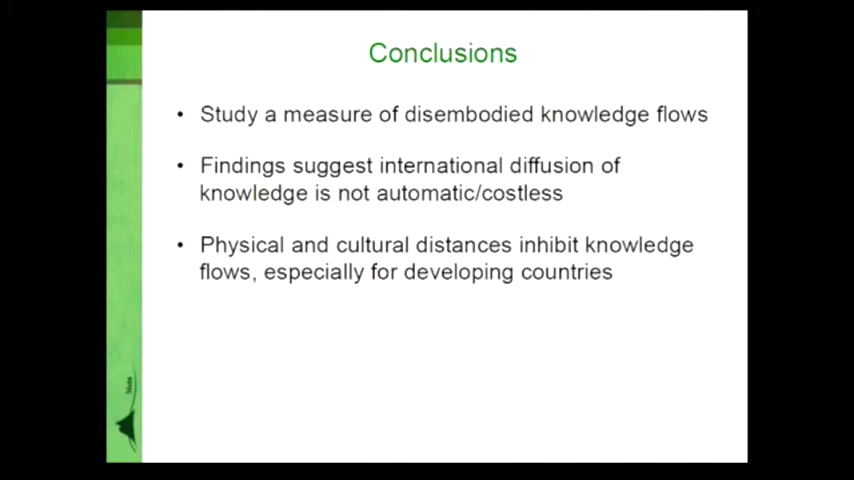 Conclusions
• Study a measure of disembodied knowledge flows
• Findings suggest international diffusion of
knowledge is not automatic/costless
• Physical and cultural distances inhibit knowledge
flows, especially for developing countries
Motu